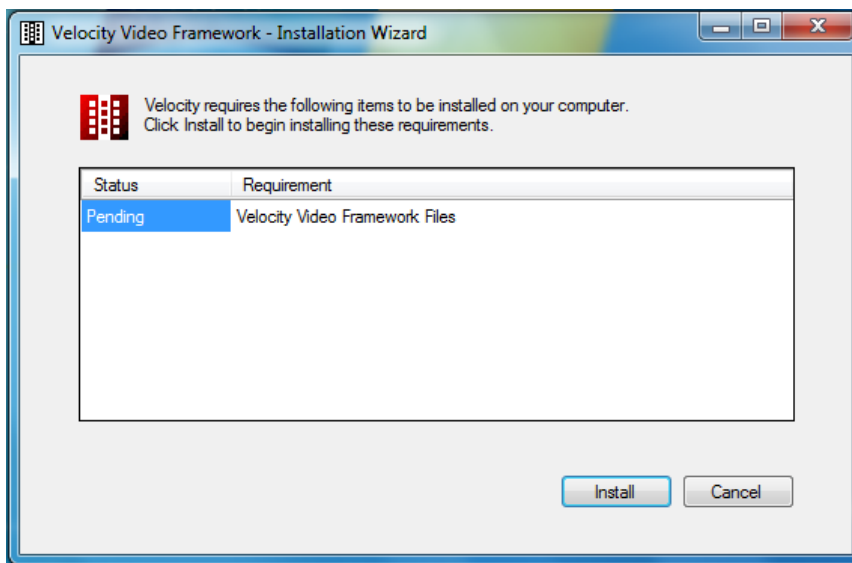 Velocity Video Framework - Installation Wizard
Velocity requires the following items to be installed on your computer.
Click Install to begin installing these requirements.
Status Requirement
Pending Velocity Video Framework Files
Install Cancel